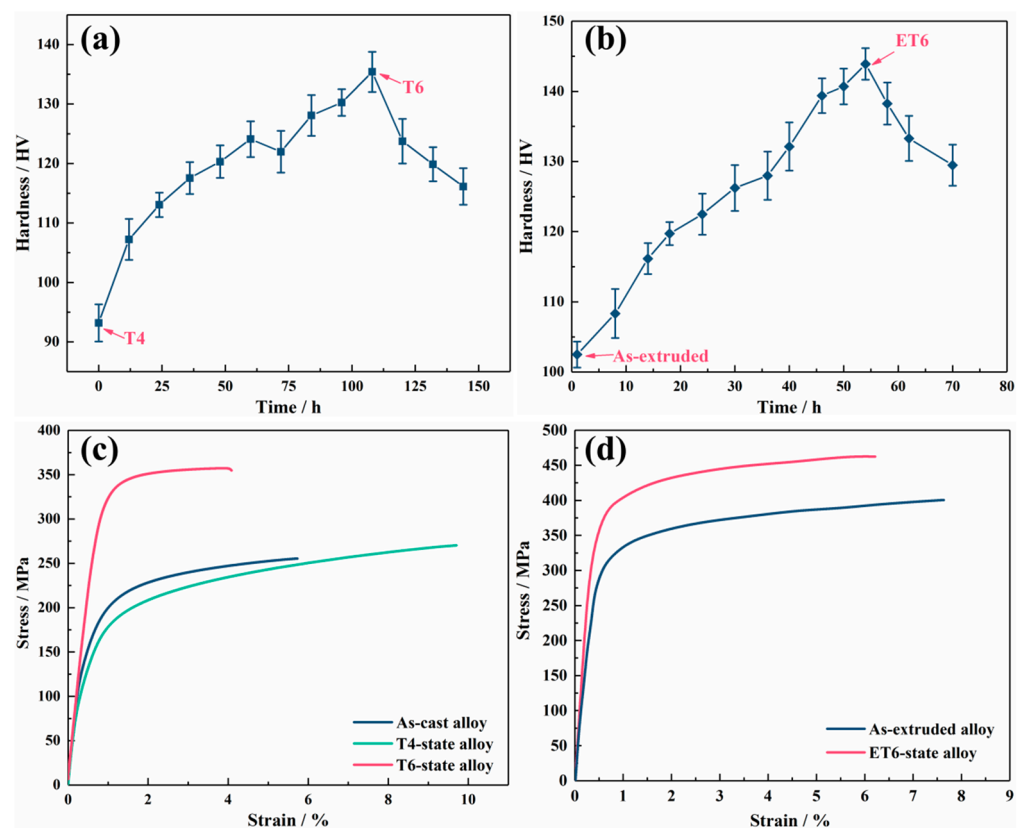 (a)
140
130
120
110
100
90
Hardness / HV
T6
T4
0 25 50 75 100 125 150
Time / h
(b)
150
140
130
120
110
100
Hardness / HV
ET6
As-extruded
0 10 20 30 40 50 60 70 80
Time / h
(c)
400
350
300
250
200
150
100
50
0
Stress / MPa
As-cast alloy
T4-state alloy
T6-state alloy
0 2 4 6 8 10
Strain / %
(d)
500
450
400
350
300
250
200
150
100
50
0
Stress / MPa
As-extruded alloy
ET6-state alloy
0 1 2 3 4 5 6 7 8 9
Strain / %